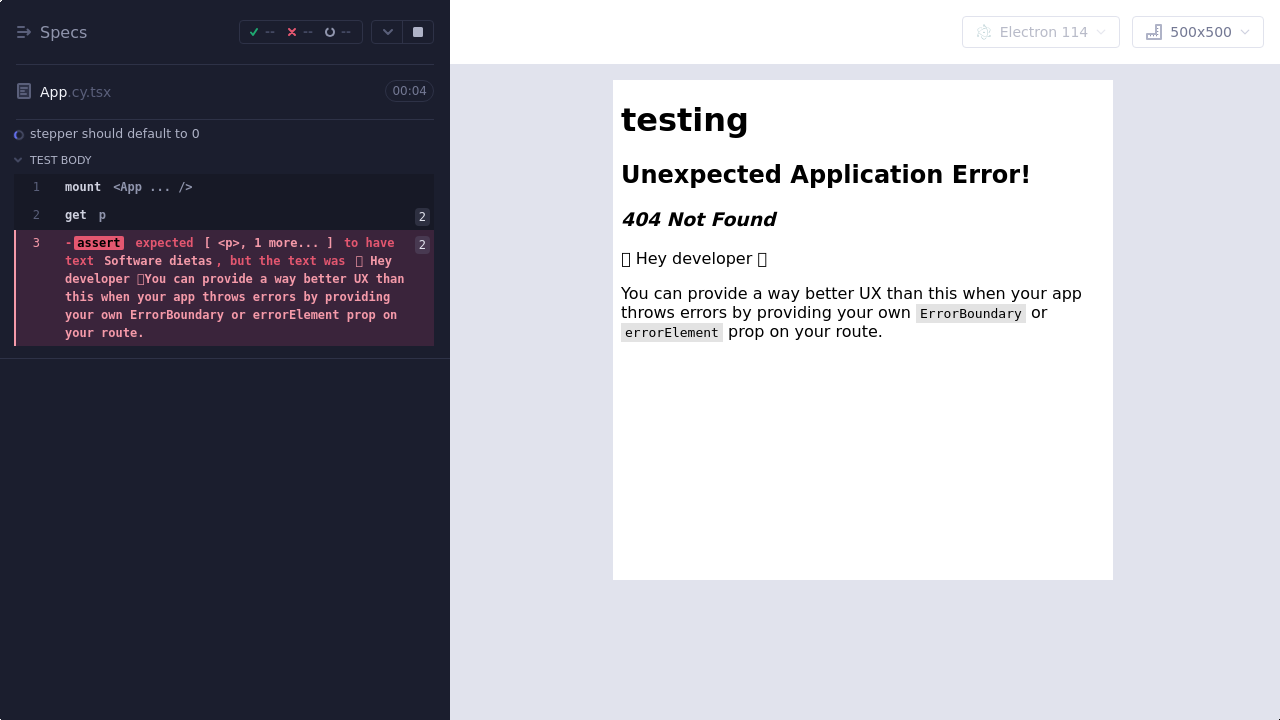 Specs
--
--
--
Electron 114
500x500
App.cy.tsx
00:04
stepper should default to 0
TEST BODY
1 mount <App ... />
2 get p 2
3 -assert expected [ <p>, 1 more... ] to have 2
text Software dietas, but the text was Hey
developer You can provide a way better UX than
this when your app throws errors by providing
your own ErrorBoundary or errorElement prop on
your route.
testing
Unexpected Application Error!
404 Not Found
Hey developer
You can provide a way better UX than this when your app
throws errors by providing your own ErrorBoundary or
errorElement prop on your route.